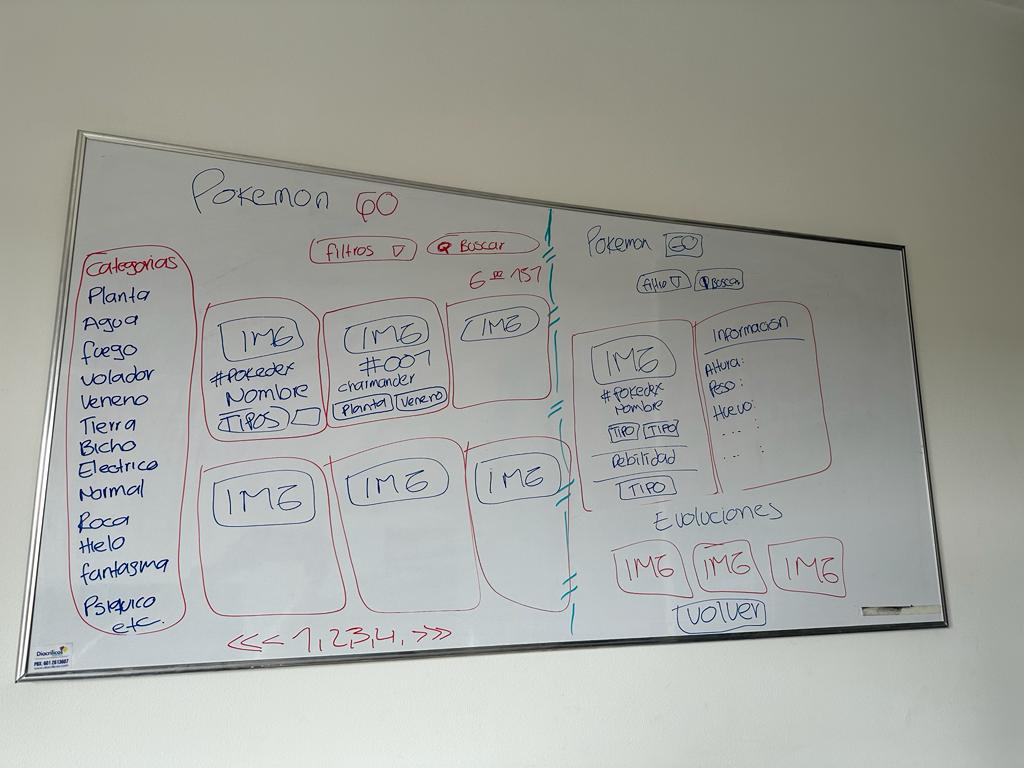 Pokemon GO
filtros ▽
Buscar
6 de 151
Categorias
Planta
Agua
fuego
Volador
Veneno
Tierra
Bicho
Electrico
Normal
Roca
Hielo
fantasma
Psiquico
etc.
IMG
#Pokedex
Nombre
TIPOS
IMG
#007
charmander
Planta Veneno
IMG
IMG
IMG
IMG
<<< 1,2,3,4, >>>
Pokemon GO
Filtro ▽ Buscar
IMG
#Pokedex
Nombre
TIPO TIPO
Debilidad
TIPO
Información
Altura:
Peso:
Huevo:
... :
... :
Evoluciones
IMG IMG IMG
Volver
Diacrílicos
PBX. 601 2613607